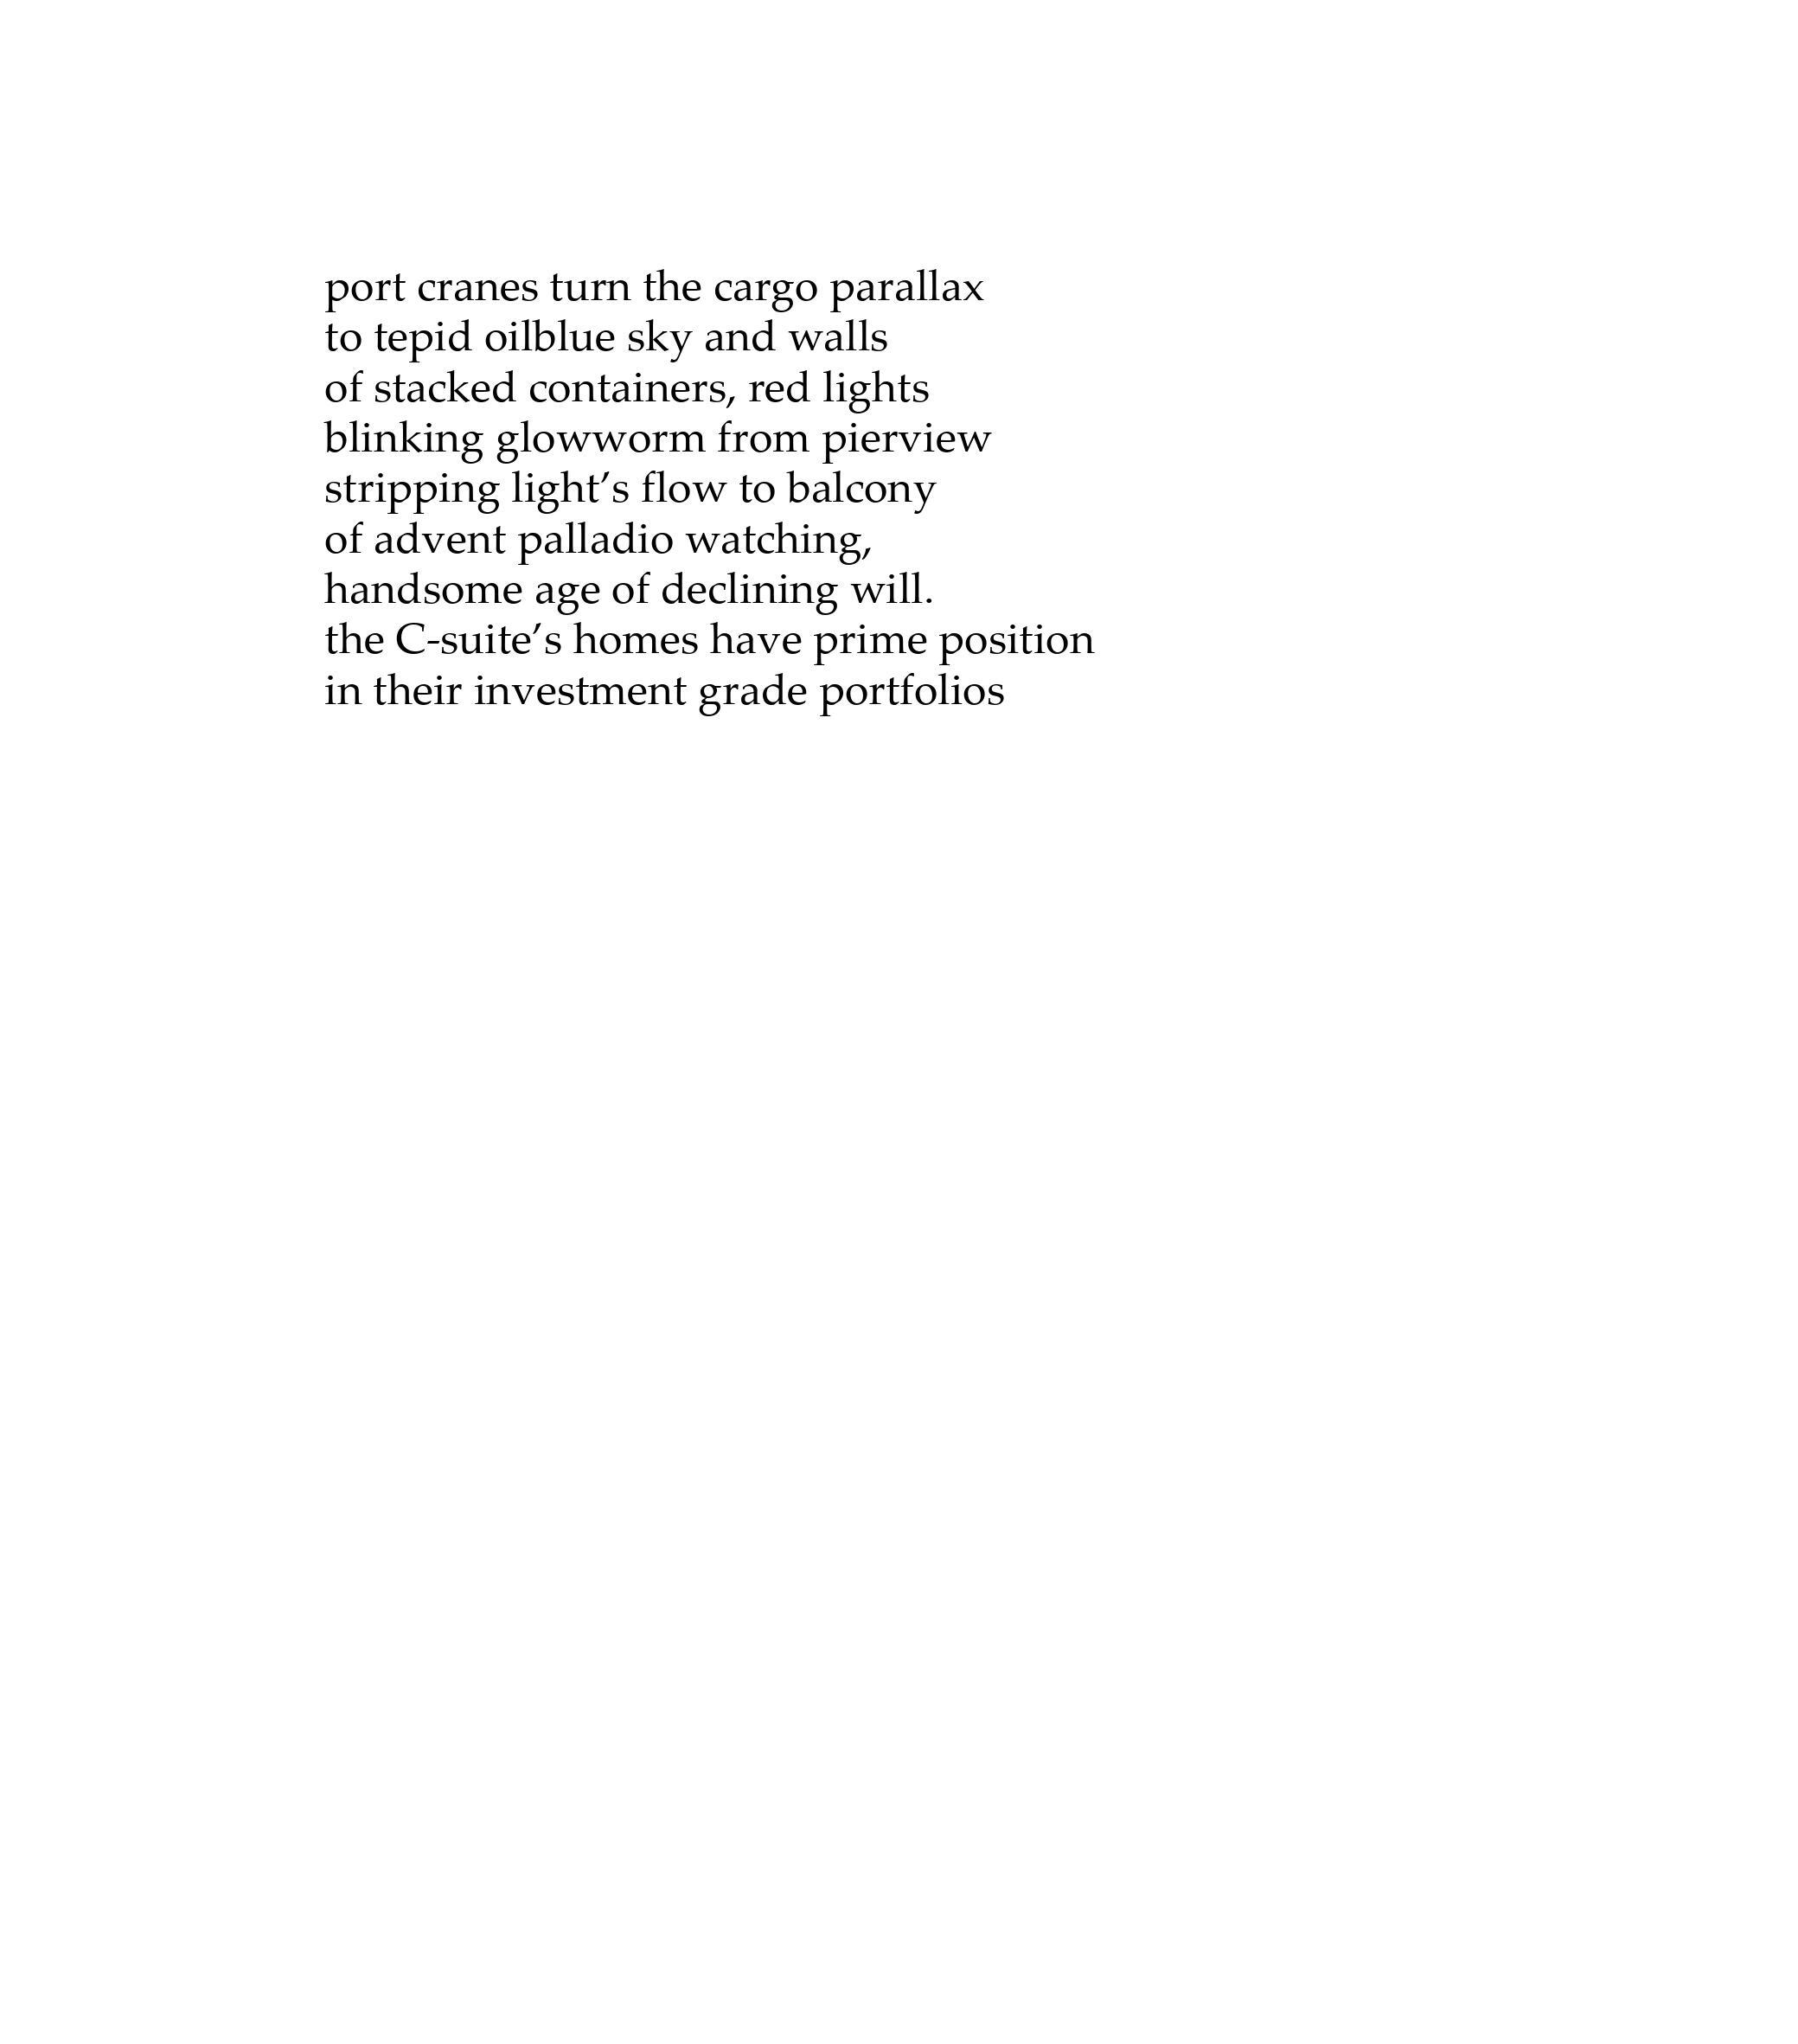 port cranes turn the cargo parallax
to tepid oilblue sky and walls
of stacked containers, red lights
blinking glowworm from pierview
stripping light’s flow to balcony
of advent palladio watching,
handsome age of declining will.
the C-suite’s homes have prime position
in their investment grade portfolios